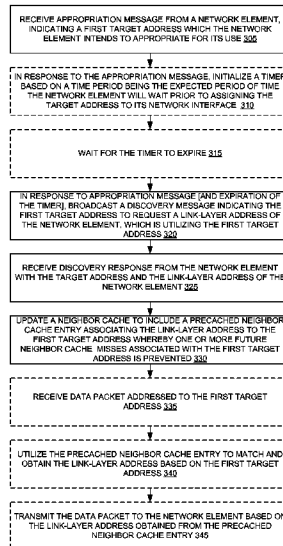 RECEIVE APPROPRIATION MESSAGE FROM A NETWORK ELEMENT,
INDICATING A FIRST TARGET ADDRESS WHICH THE NETWORK
ELEMENT INTENDS TO APPROPRIATE FOR ITS USE 305
IN RESPONSE TO THE APPROPRIATION MESSAGE, INITIALIZE A TIMER
BASED ON A TIME PERIOD BEING THE EXPECTED PERIOD OF TIME
THE NETWORK ELEMENT WILL WAIT PRIOR TO ASSIGNING THE
TARGET ADDRESS TO ITS NETWORK INTERFACE 310
WAIT FOR THE TIMER TO EXPIRE 315
IN RESPONSE TO APPROPRIATION MESSAGE [AND EXPIRATION OF
THE TIMER], BROADCAST A DISCOVERY MESSAGE INDICATING THE
FIRST TARGET ADDRESS TO REQUEST A LINK-LAYER ADDRESS OF
THE NETWORK ELEMENT, WHICH IS UTILIZING THE FIRST TARGET
ADDRESS 320
RECEIVE DISCOVERY RESPONSE FROM THE NETWORK ELEMENT
WITH THE TARGET ADDRESS AND THE LINK-LAYER ADDRESS OF THE
NETWORK ELEMENT 325
UPDATE A NEIGHBOR CACHE TO INCLUDE A PRECACHED NEIGHBOR
CACHE ENTRY ASSOCIATING THE LINK-LAYER ADDRESS TO THE
FIRST TARGET ADDRESS WHEREBY ONE OR MORE FUTURE
NEIGHBOR CACHE MISSES ASSOCIATED WITH THE FIRST TARGET
ADDRESS IS PREVENTED 330
RECEIVE DATA PACKET ADDRESSED TO THE FIRST TARGET
ADDRESS 335
UTILIZE THE PRECACHED NEIGHBOR CACHE ENTRY TO MATCH AND
OBTAIN THE LINK-LAYER ADDRESS BASED ON THE FIRST TARGET
ADDRESS 340
TRANSMIT THE DATA PACKET TO THE NETWORK ELEMENT BASED ON
THE LINK-LAYER ADDRESS OBTAINED FROM THE PRECACHED
NEIGHBOR CACHE ENTRY 345